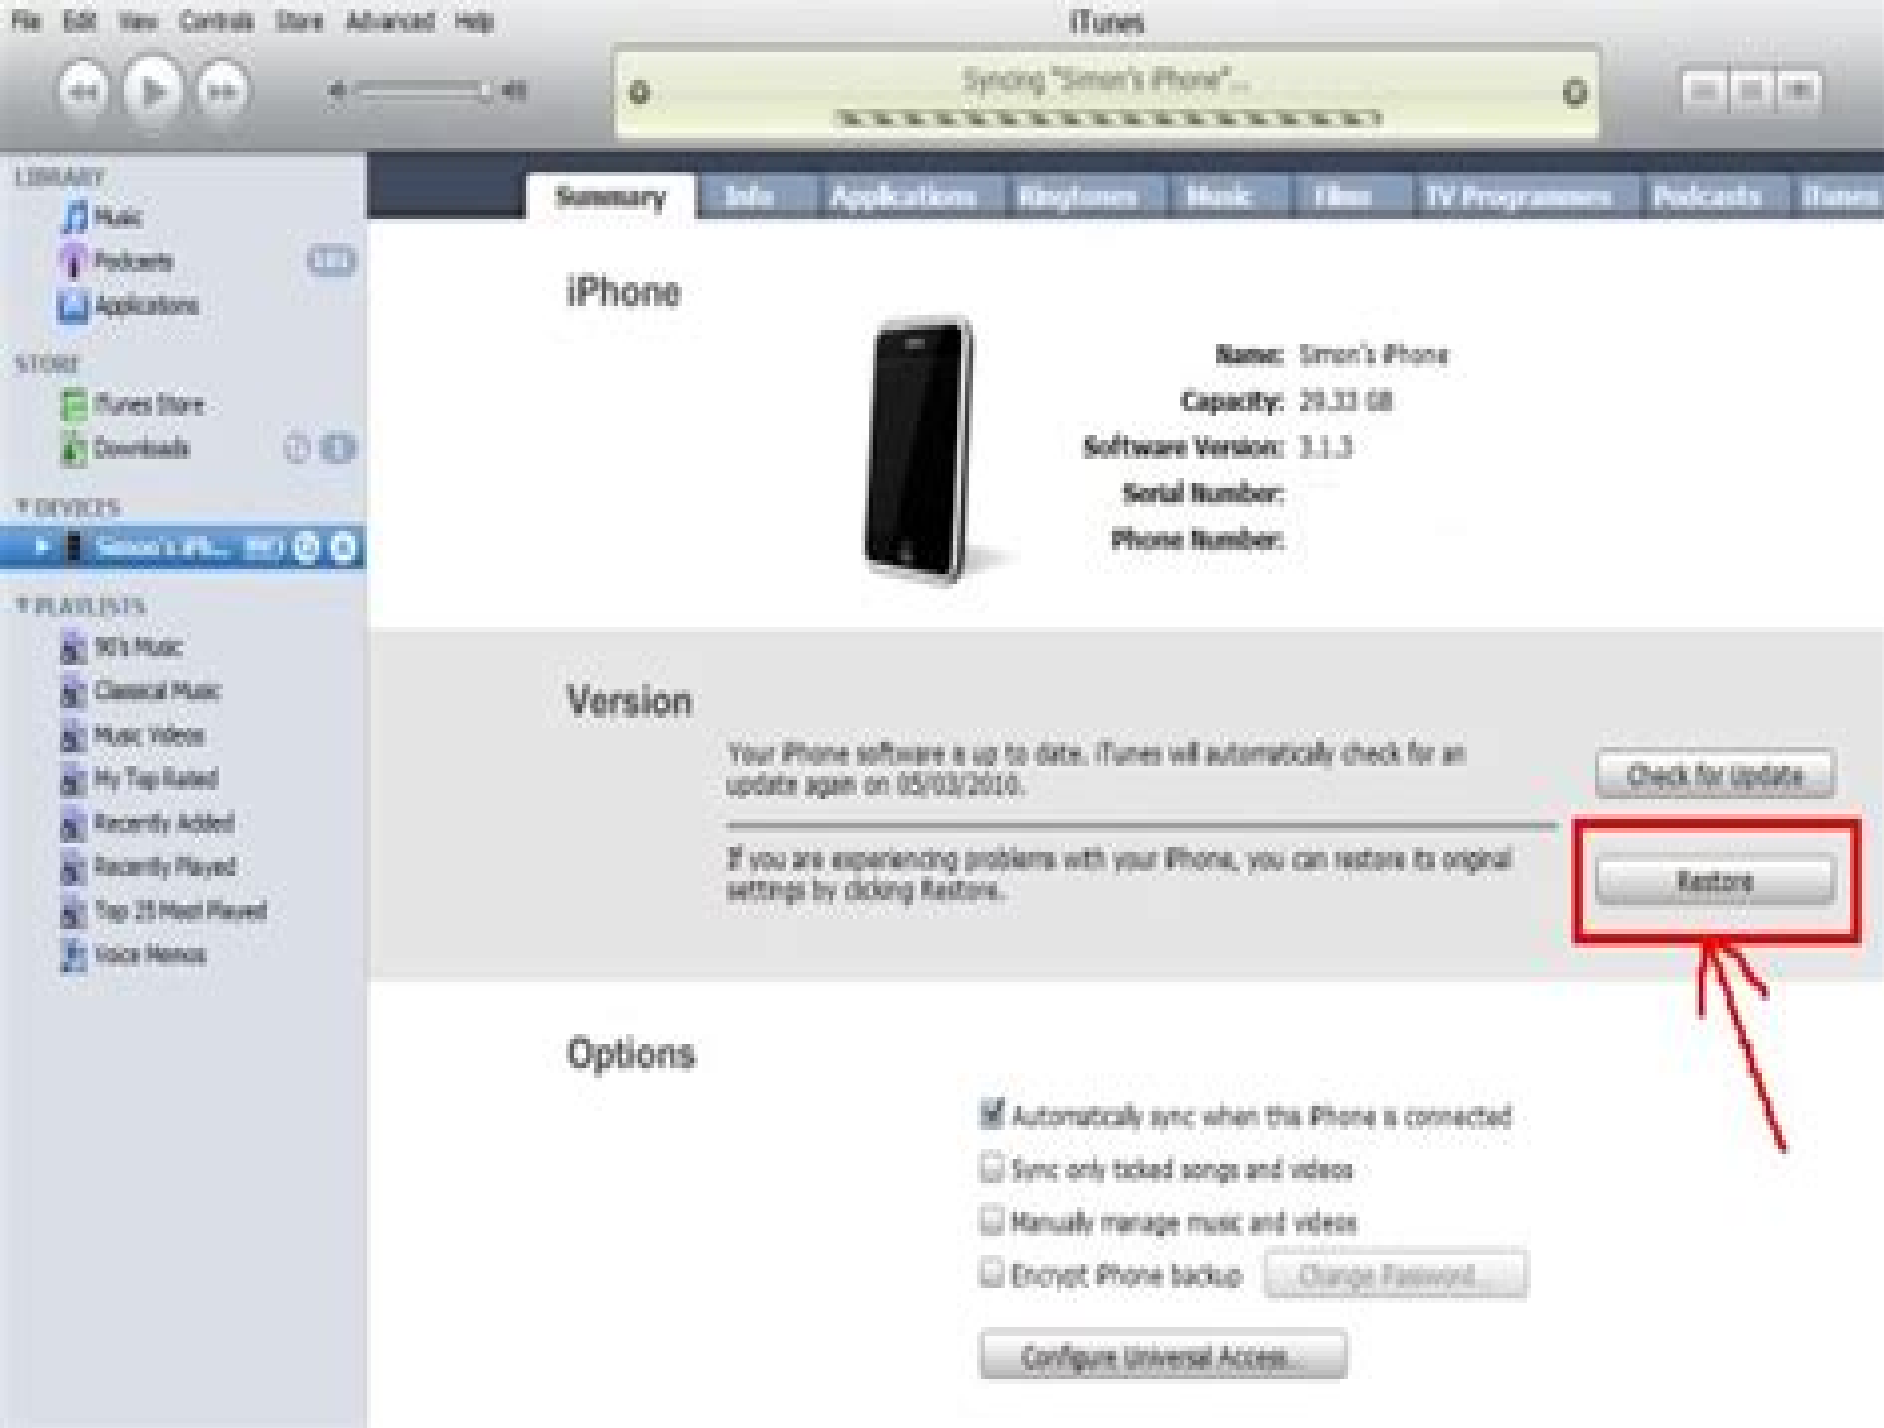 File Edit View Controls Store Advanced Help
iTunes
Syncing "Simon's iPhone"...
LIBRARY
Music
Podcasts
Applications
STORE
iTunes Store
Downloads
DEVICES
Simon's iPh...
PLAYLISTS
90's Music
Classical Music
Music Videos
My Top Rated
Recently Added
Recently Played
Top 25 Most Played
Voice Memos
Summary Info Applications Ringtones Music Films TV Programmes Podcasts iTunes
iPhone
Name: Simon's iPhone
Capacity: 29.33 GB
Software Version: 3.1.3
Serial Number:
Phone Number:
Version
Your iPhone software is up to date. iTunes will automatically check for an
update again on 05/03/2010.
Check for Update
If you are experiencing problems with your iPhone, you can restore its original
settings by clicking Restore.
Restore
Options
Automatically sync when this iPhone is connected
Sync only ticked songs and videos
Manually manage music and videos
Encrypt iPhone backup Change Password...
Configure Universal Access...